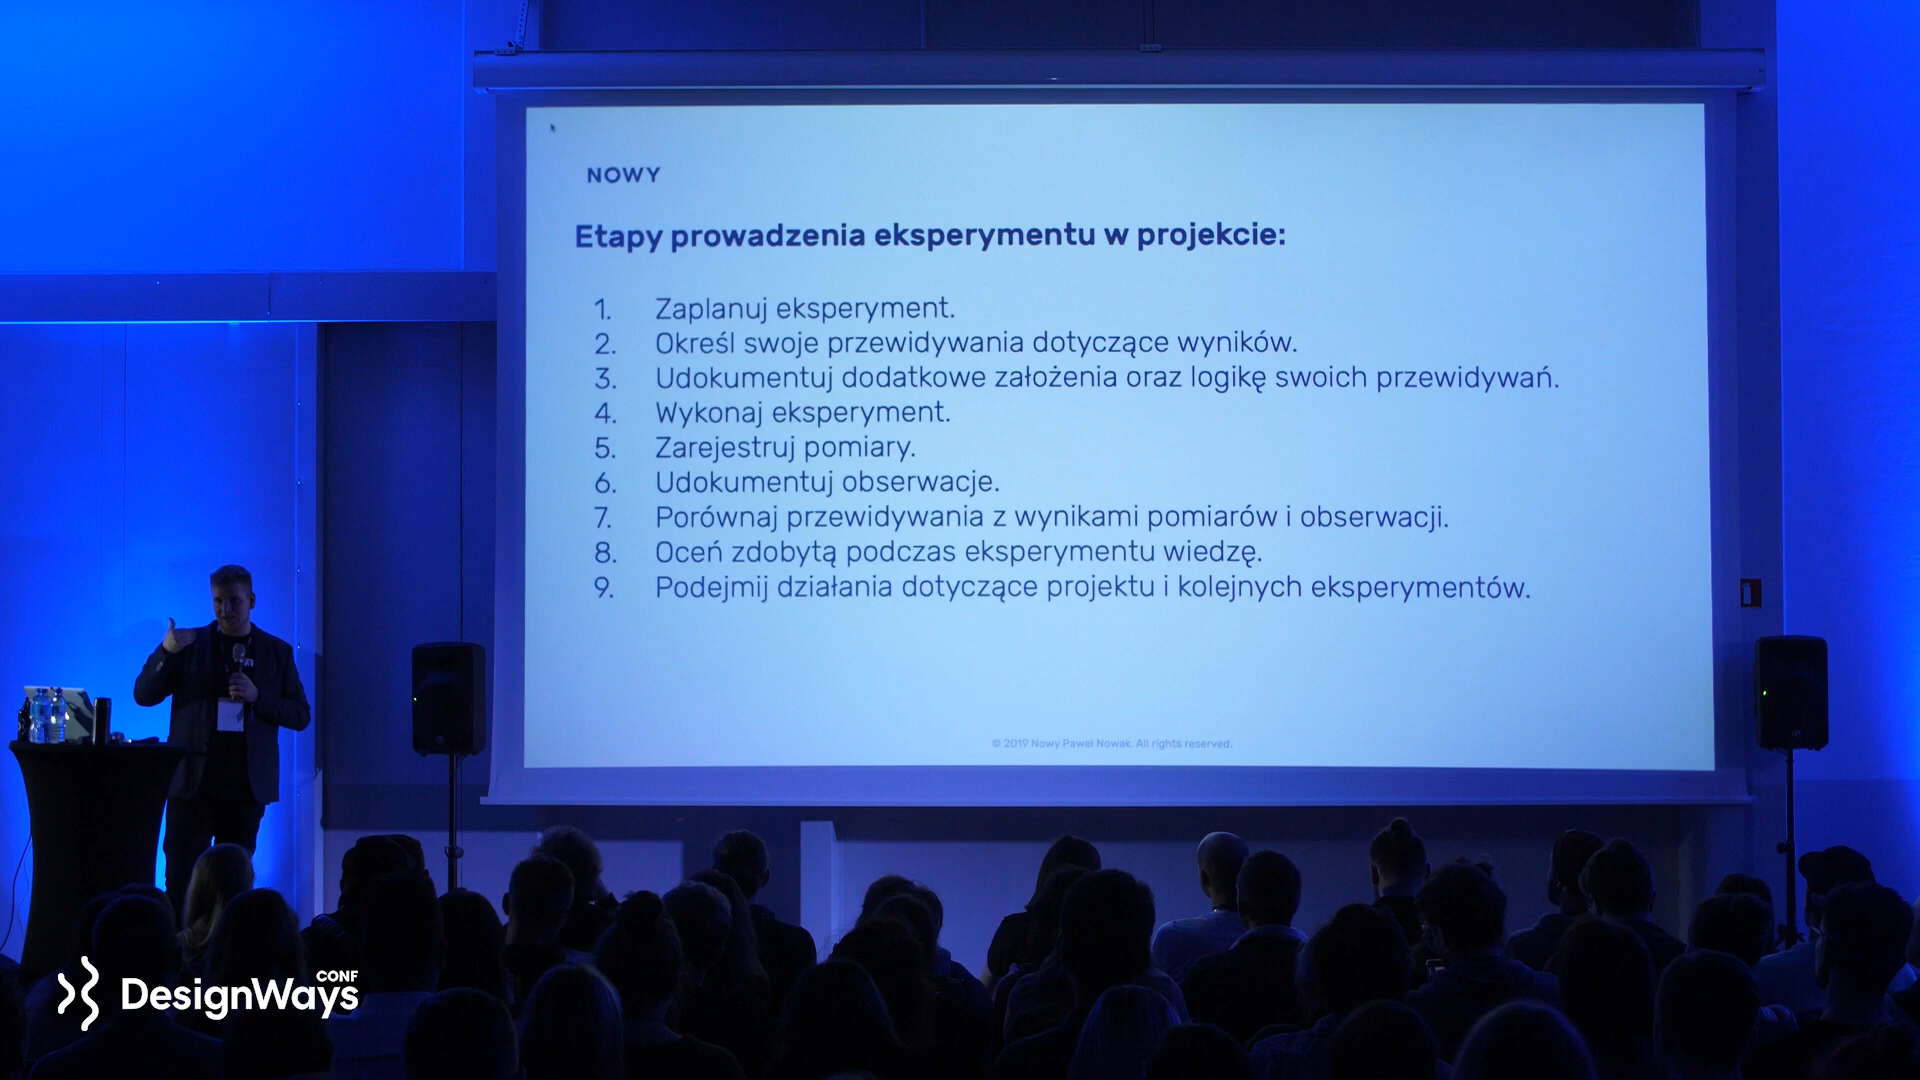 NOWY
Etapy prowadzenia eksperymentu w projekcie:
1. Zaplanuj eksperyment.
2. Określ swoje przewidywania dotyczące wyników.
3. Udokumentuj dodatkowe założenia oraz logikę swoich przewidywań.
4. Wykonaj eksperyment.
5. Zarejestruj pomiary.
6. Udokumentuj obserwacje.
7. Porównaj przewidywania z wynikami pomiarów i obserwacji.
8. Oceń zdobytą podczas eksperymentu wiedzę.
9. Podejmij działania dotyczące projektu i kolejnych eksperymentów.
© 2019 Nowy Paweł Nowak. All rights reserved.
CONF
DesignWays